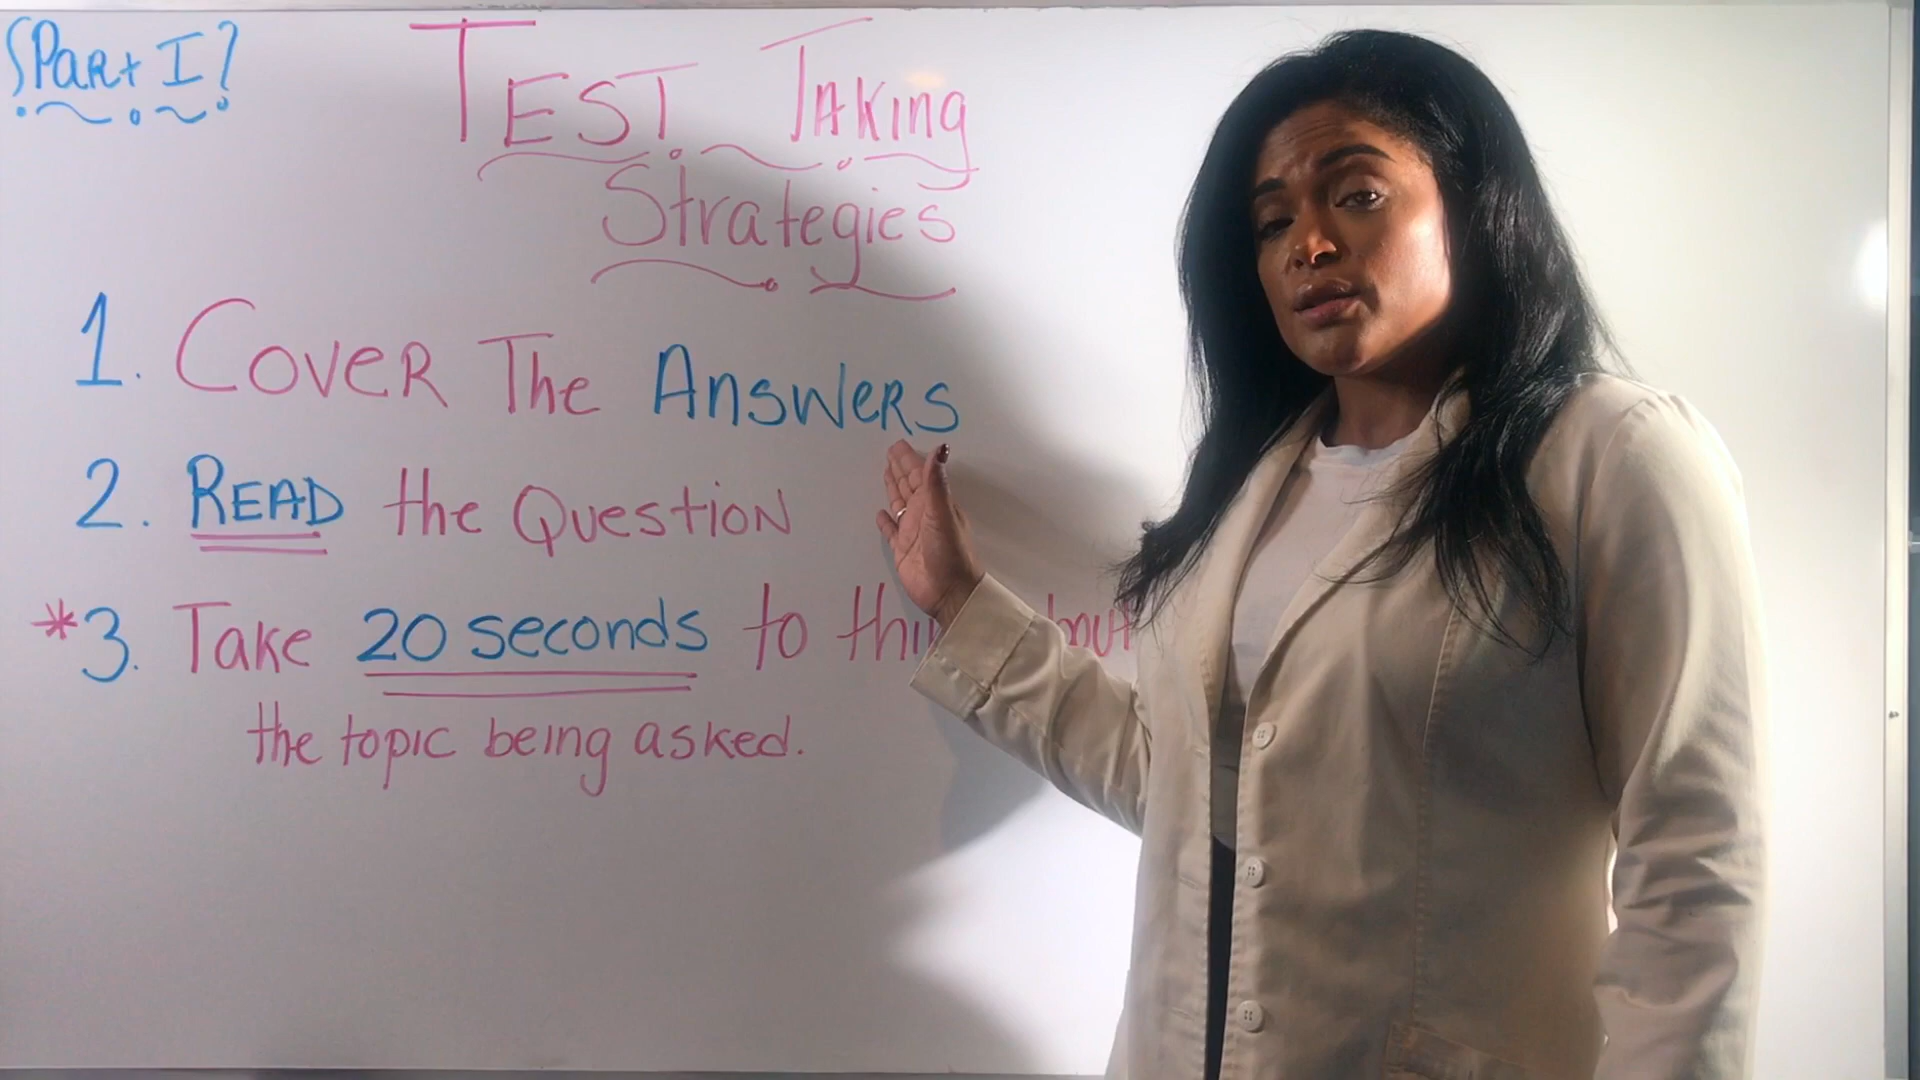 {Part I}
TEST Taking
Strategies
1. Cover The Answers
2. READ the Question
*3. Take 20 seconds to
the topic being asked.